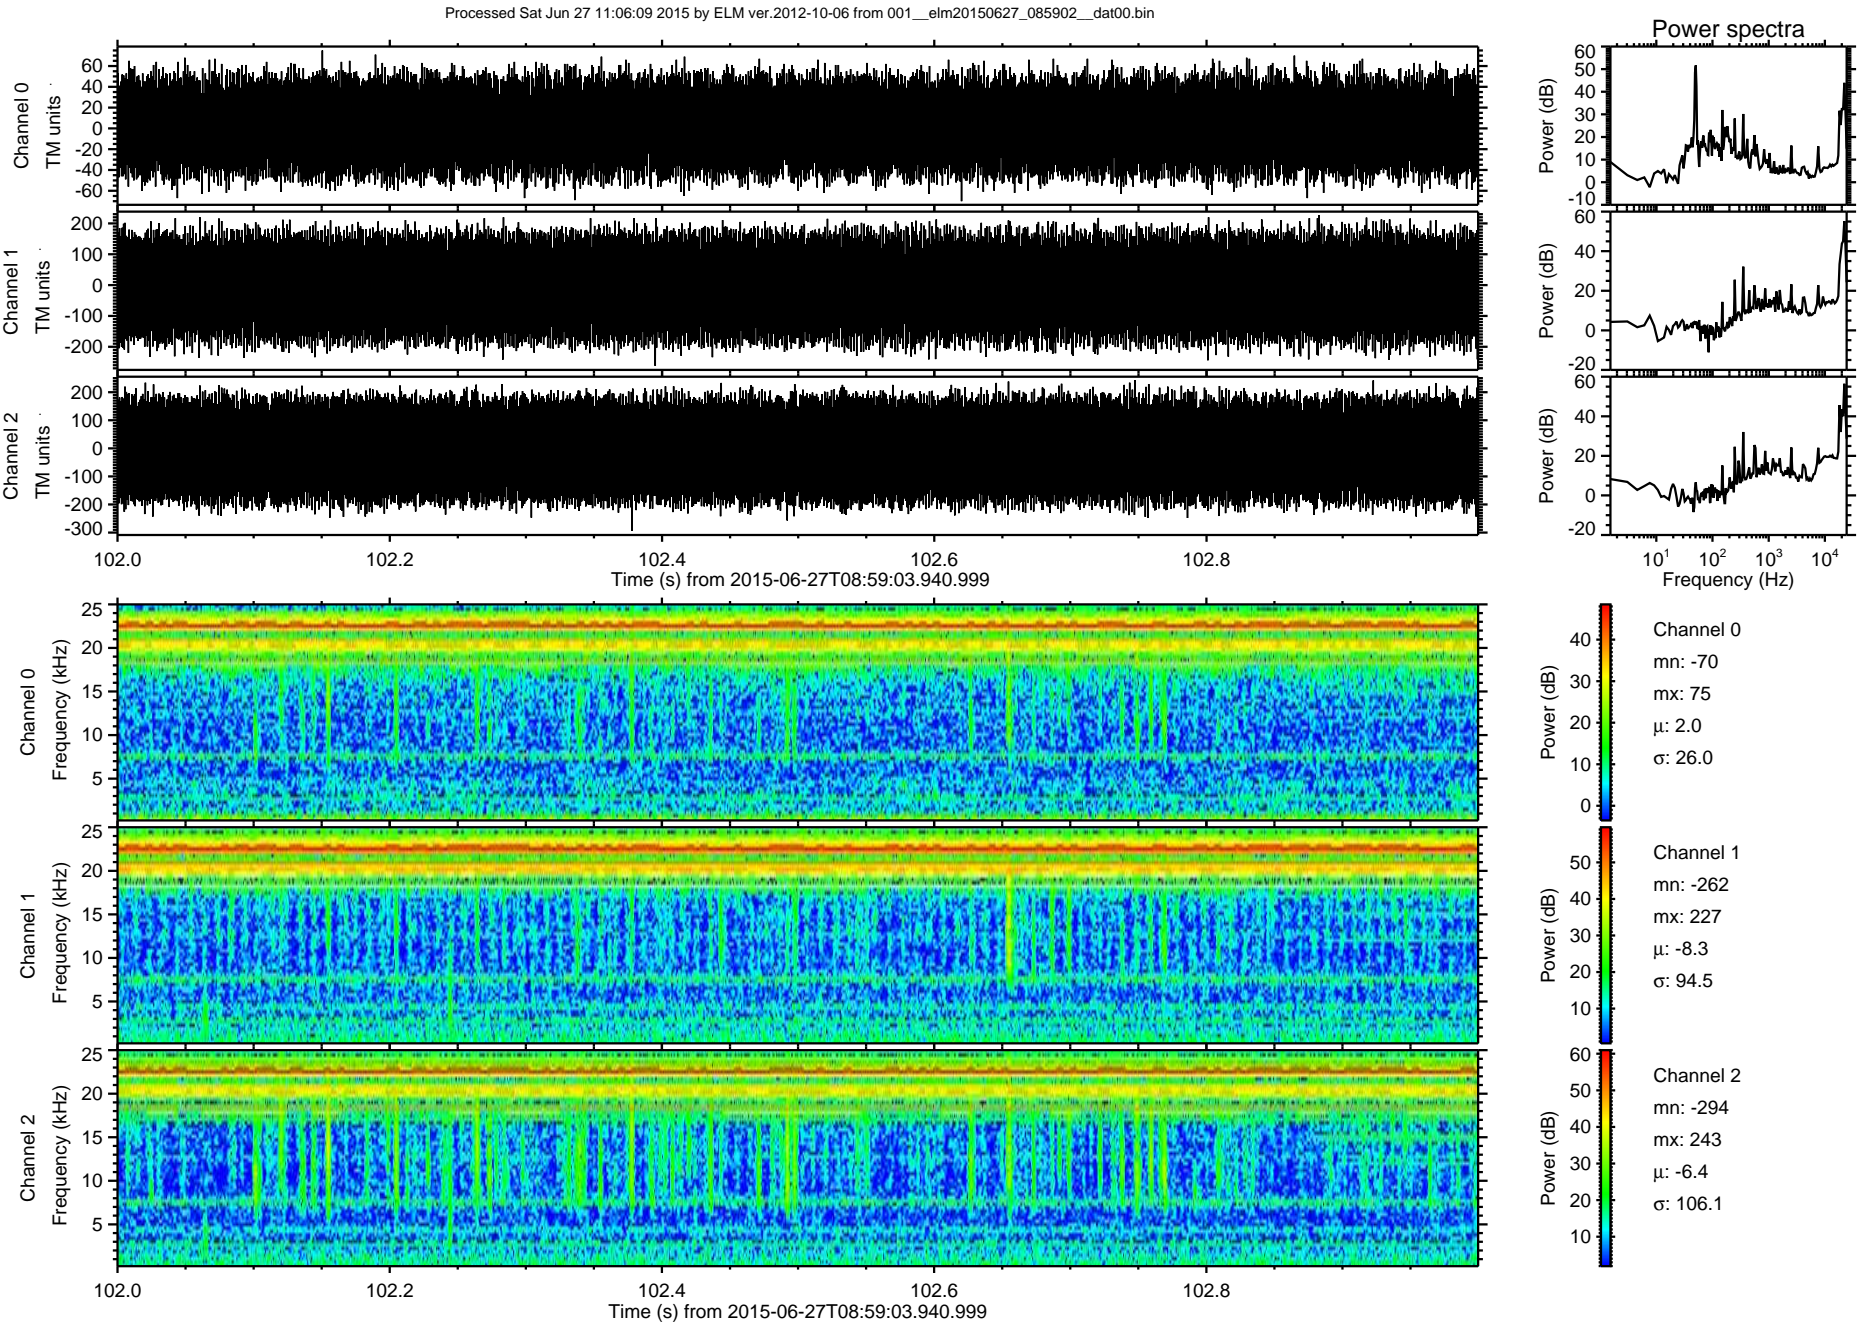 Processed Sat Jun 27 11:06:09 2015 by ELM ver.2012-10-06 from 001__elm20150627_085902__dat00.bin
Power spectra
Channel 0
TM units
60
40
20
0
-20
-40
-60
Power (dB)
60
50
40
30
20
10
0
-10
Channel 1
TM units
200
100
0
-100
-200
Power (dB)
60
40
20
0
-20
Channel 2
TM units
200
100
0
-100
-200
-300
Power (dB)
60
40
20
0
-20
102.0 102.2 102.4 102.6 102.8
Time (s) from 2015-06-27T08:59:03.940.999
10^1 10^2 10^3 10^4
Frequency (Hz)
Channel 0
Frequency (kHz)
25
20
15
10
5
Power (dB)
40
30
20
10
0
Channel 0
mn: -70
mx: 75
μ: 2.0
σ: 26.0
Channel 1
Frequency (kHz)
25
20
15
10
5
Power (dB)
50
40
30
20
10
Channel 1
mn: -262
mx: 227
μ: -8.3
σ: 94.5
Channel 2
Frequency (kHz)
25
20
15
10
5
Power (dB)
60
50
40
30
20
10
Channel 2
mn: -294
mx: 243
μ: -6.4
σ: 106.1
102.0 102.2 102.4 102.6 102.8
Time (s) from 2015-06-27T08:59:03.940.999